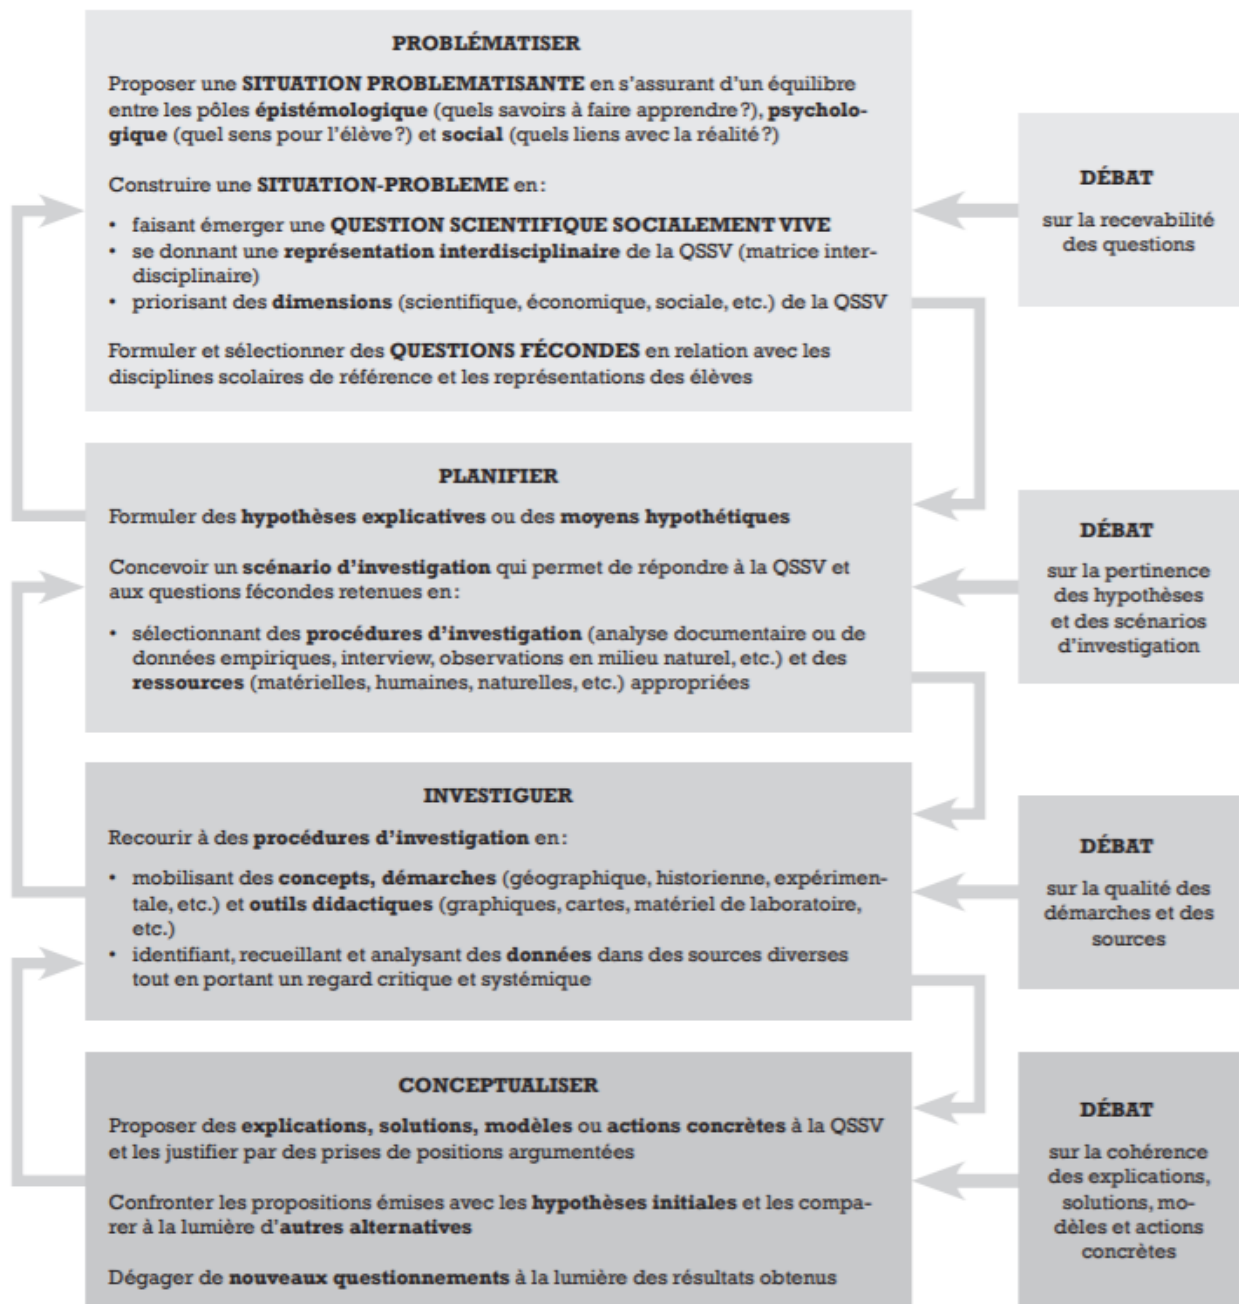 PROBLÉMATISER
Proposer une SITUATION PROBLEMATISANTE en s'assurant d'un équilibre
entre les pôles épistémologique (quels savoirs à faire apprendre?), psycholo-
gique (quel sens pour l'élève?) et social (quels liens avec la réalité?)
Construire une SITUATION-PROBLEME en:
• faisant émerger une QUESTION SCIENTIFIQUE SOCIALEMENT VIVE
• se donnant une représentation interdisciplinaire de la QSSV (matrice inter-
disciplinaire)
• priorisant des dimensions (scientifique, économique, sociale, etc.) de la QSSV
Formuler et sélectionner des QUESTIONS FÉCONDES en relation avec les
disciplines scolaires de référence et les représentations des élèves
DÉBAT
sur la recevabilité
des questions
PLANIFIER
Formuler des hypothèses explicatives ou des moyens hypothétiques
Concevoir un scénario d'investigation qui permet de répondre à la QSSV et
aux questions fécondes retenues en:
• sélectionnant des procédures d'investigation (analyse documentaire ou de
données empiriques, interview, observations en milieu naturel, etc.) et des
ressources (matérielles, humaines, naturelles, etc.) appropriées
DÉBAT
sur la pertinence
des hypothèses
et des scénarios
d'investigation
INVESTIGUER
Recourir à des procédures d'investigation en:
• mobilisant des concepts, démarches (géographique, historienne, expérimen-
tale, etc.) et outils didactiques (graphiques, cartes, matériel de laboratoire,
etc.)
• identifiant, recueillant et analysant des données dans des sources diverses
tout en portant un regard critique et systémique
DÉBAT
sur la qualité des
démarches et des
sources
CONCEPTUALISER
Proposer des explications, solutions, modèles ou actions concrètes à la QSSV
et les justifier par des prises de positions argumentées
Confronter les propositions émises avec les hypothèses initiales et les compa-
rer à la lumière d'autres alternatives
Dégager de nouveaux questionnements à la lumière des résultats obtenus
DÉBAT
sur la cohérence
des explications,
solutions, mo-
dèles et actions
concrètes